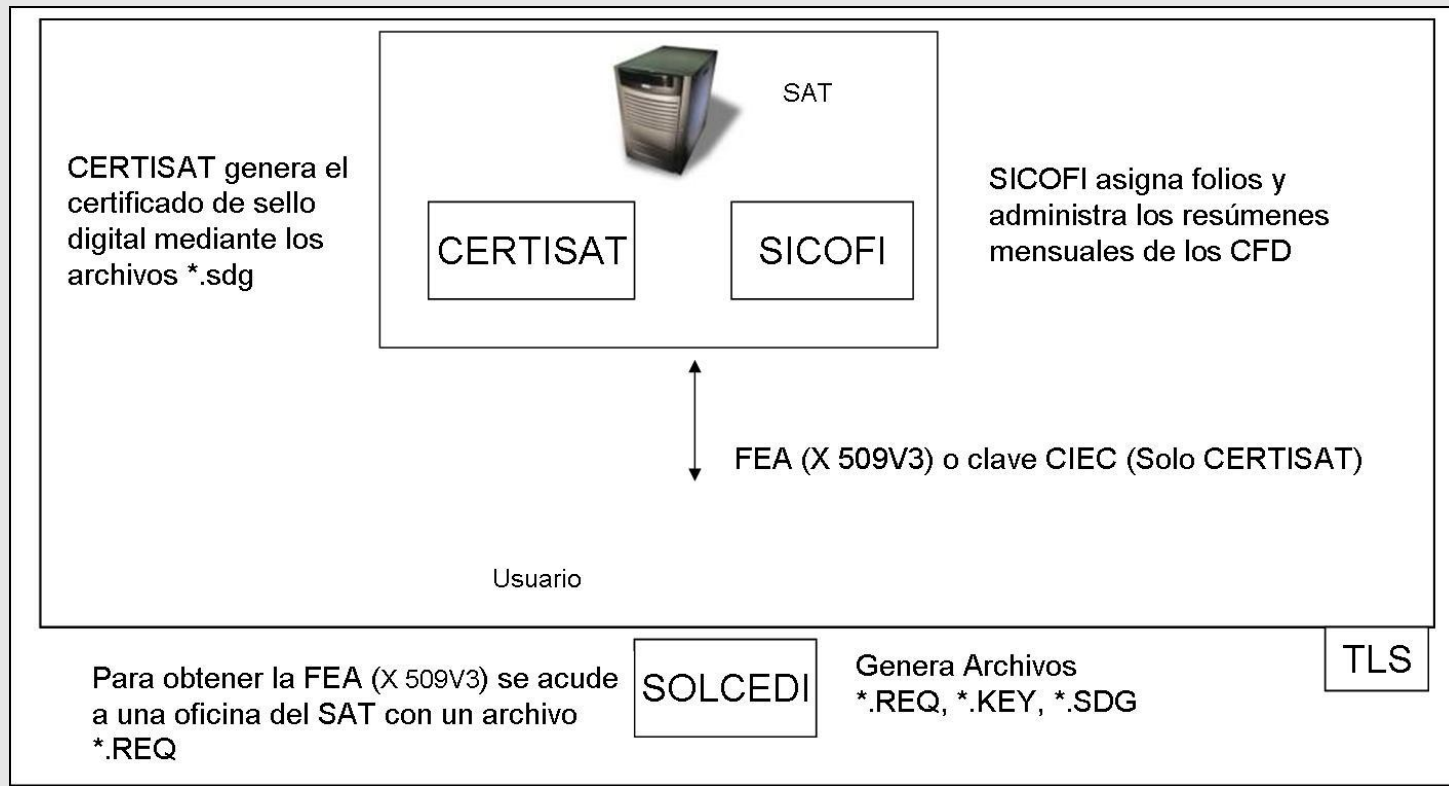 SAT
CERTISAT genera el
certificado de sello
digital mediante los
archivos *.sdg
CERTISAT
SICOFI
SICOFI asigna folios y
administra los resúmenes
mensuales de los CFD
FEA (X 509V3) o clave CIEC (Solo CERTISAT)
Usuario
Para obtener la FEA (X 509V3) se acude
a una oficina del SAT con un archivo
*.REQ
SOLCEDI
Genera Archivos
*.REQ, *.KEY, *.SDG
TLS